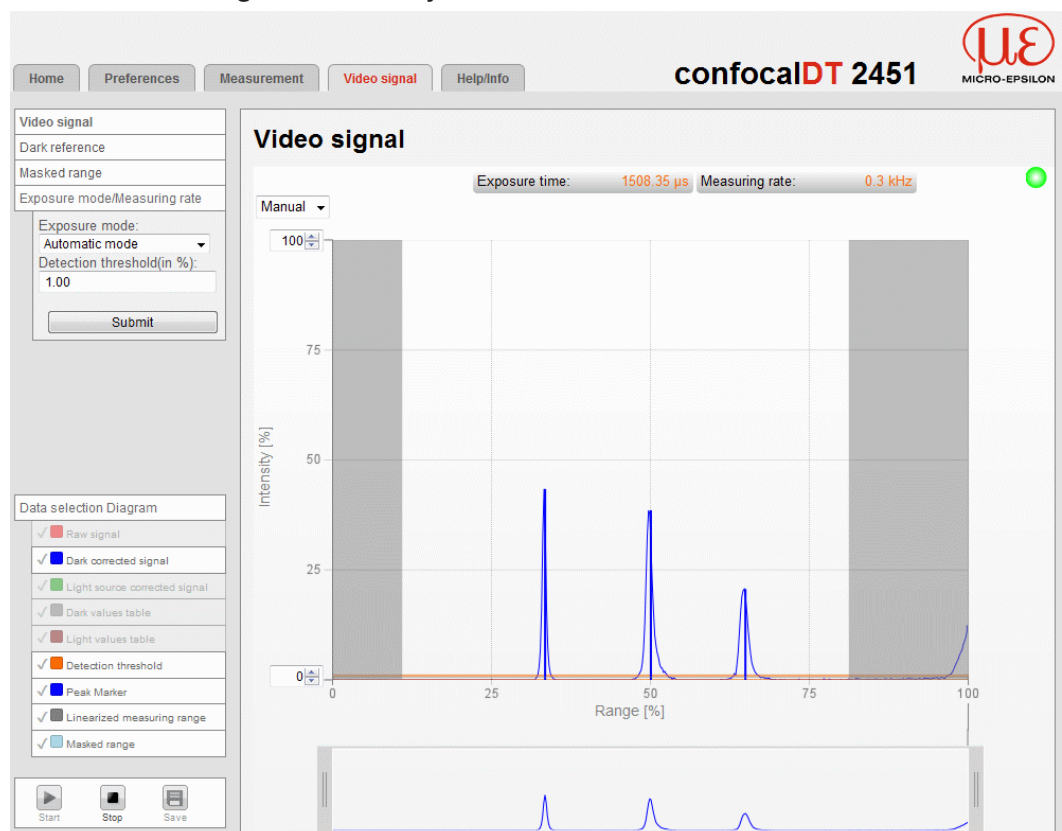 confocalDT 2451
με
MICRO-EPSILON
Home
Preferences
Measurement
Video signal
Help/Info
Video signal
Dark reference
Masked range
Exposure mode/Measuring rate
Exposure mode:
Automatic mode
Detection threshold(in %):
1.00
Submit
Data selection Diagram
Raw signal
Dark corrected signal
Light source corrected signal
Dark values table
Light values table
Detection threshold
Peak Marker
Linearized measuring range
Masked range
Start
Stop
Save
Video signal
Exposure time: 1508.35 µs
Measuring rate: 0.3 kHz
Manual
100
75
50
25
0
Intensity [%]
0 25 50 75 100
Range [%]